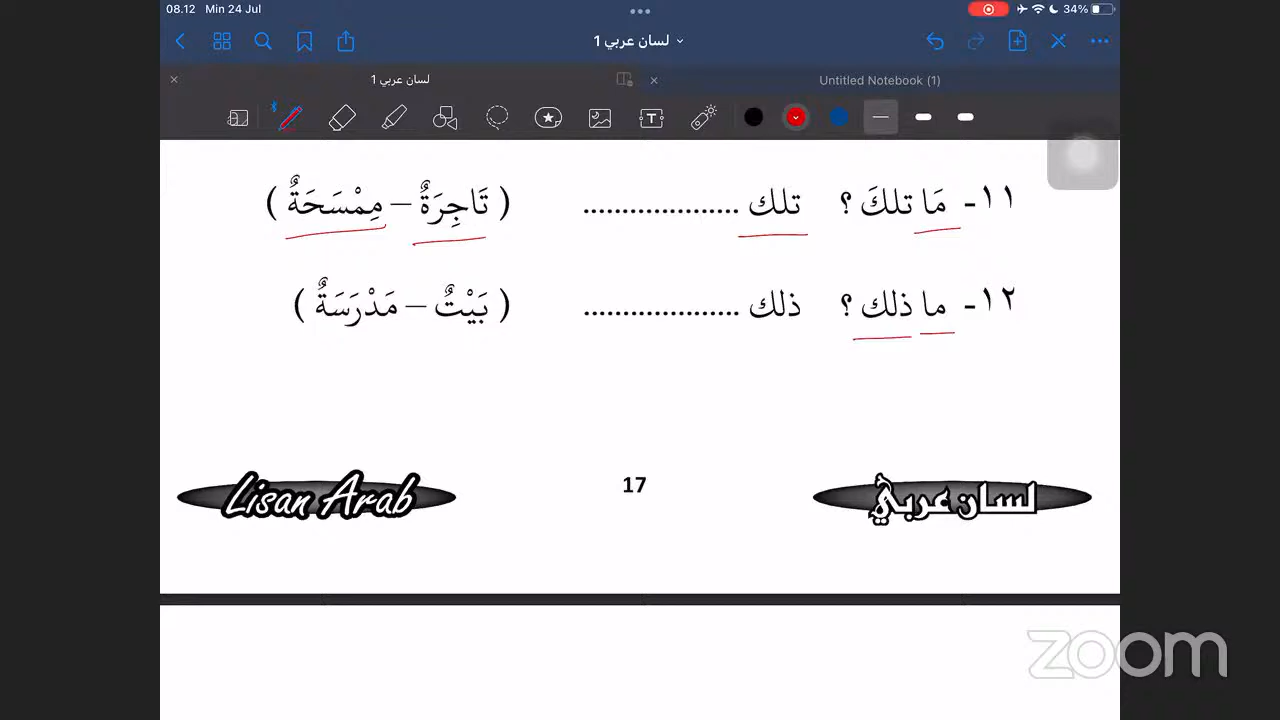 08.12 Min 24 Jul
34%
لسان عربي 1
لسان عربي 1
Untitled Notebook (1)
١١- مَا تلكَ ؟ تلك .................... ( تَاجِرَةٌ – مِمْسَحَةٌ )
١٢- ما ذلك ؟ ذلك .................... ( بَيْتٌ – مَدْرَسَةٌ )
Lisan Arab
17
لسان عربي
zoom